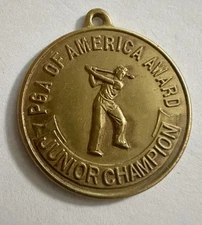 PGA OF AMERICA AWARD
JUNIOR CHAMPION